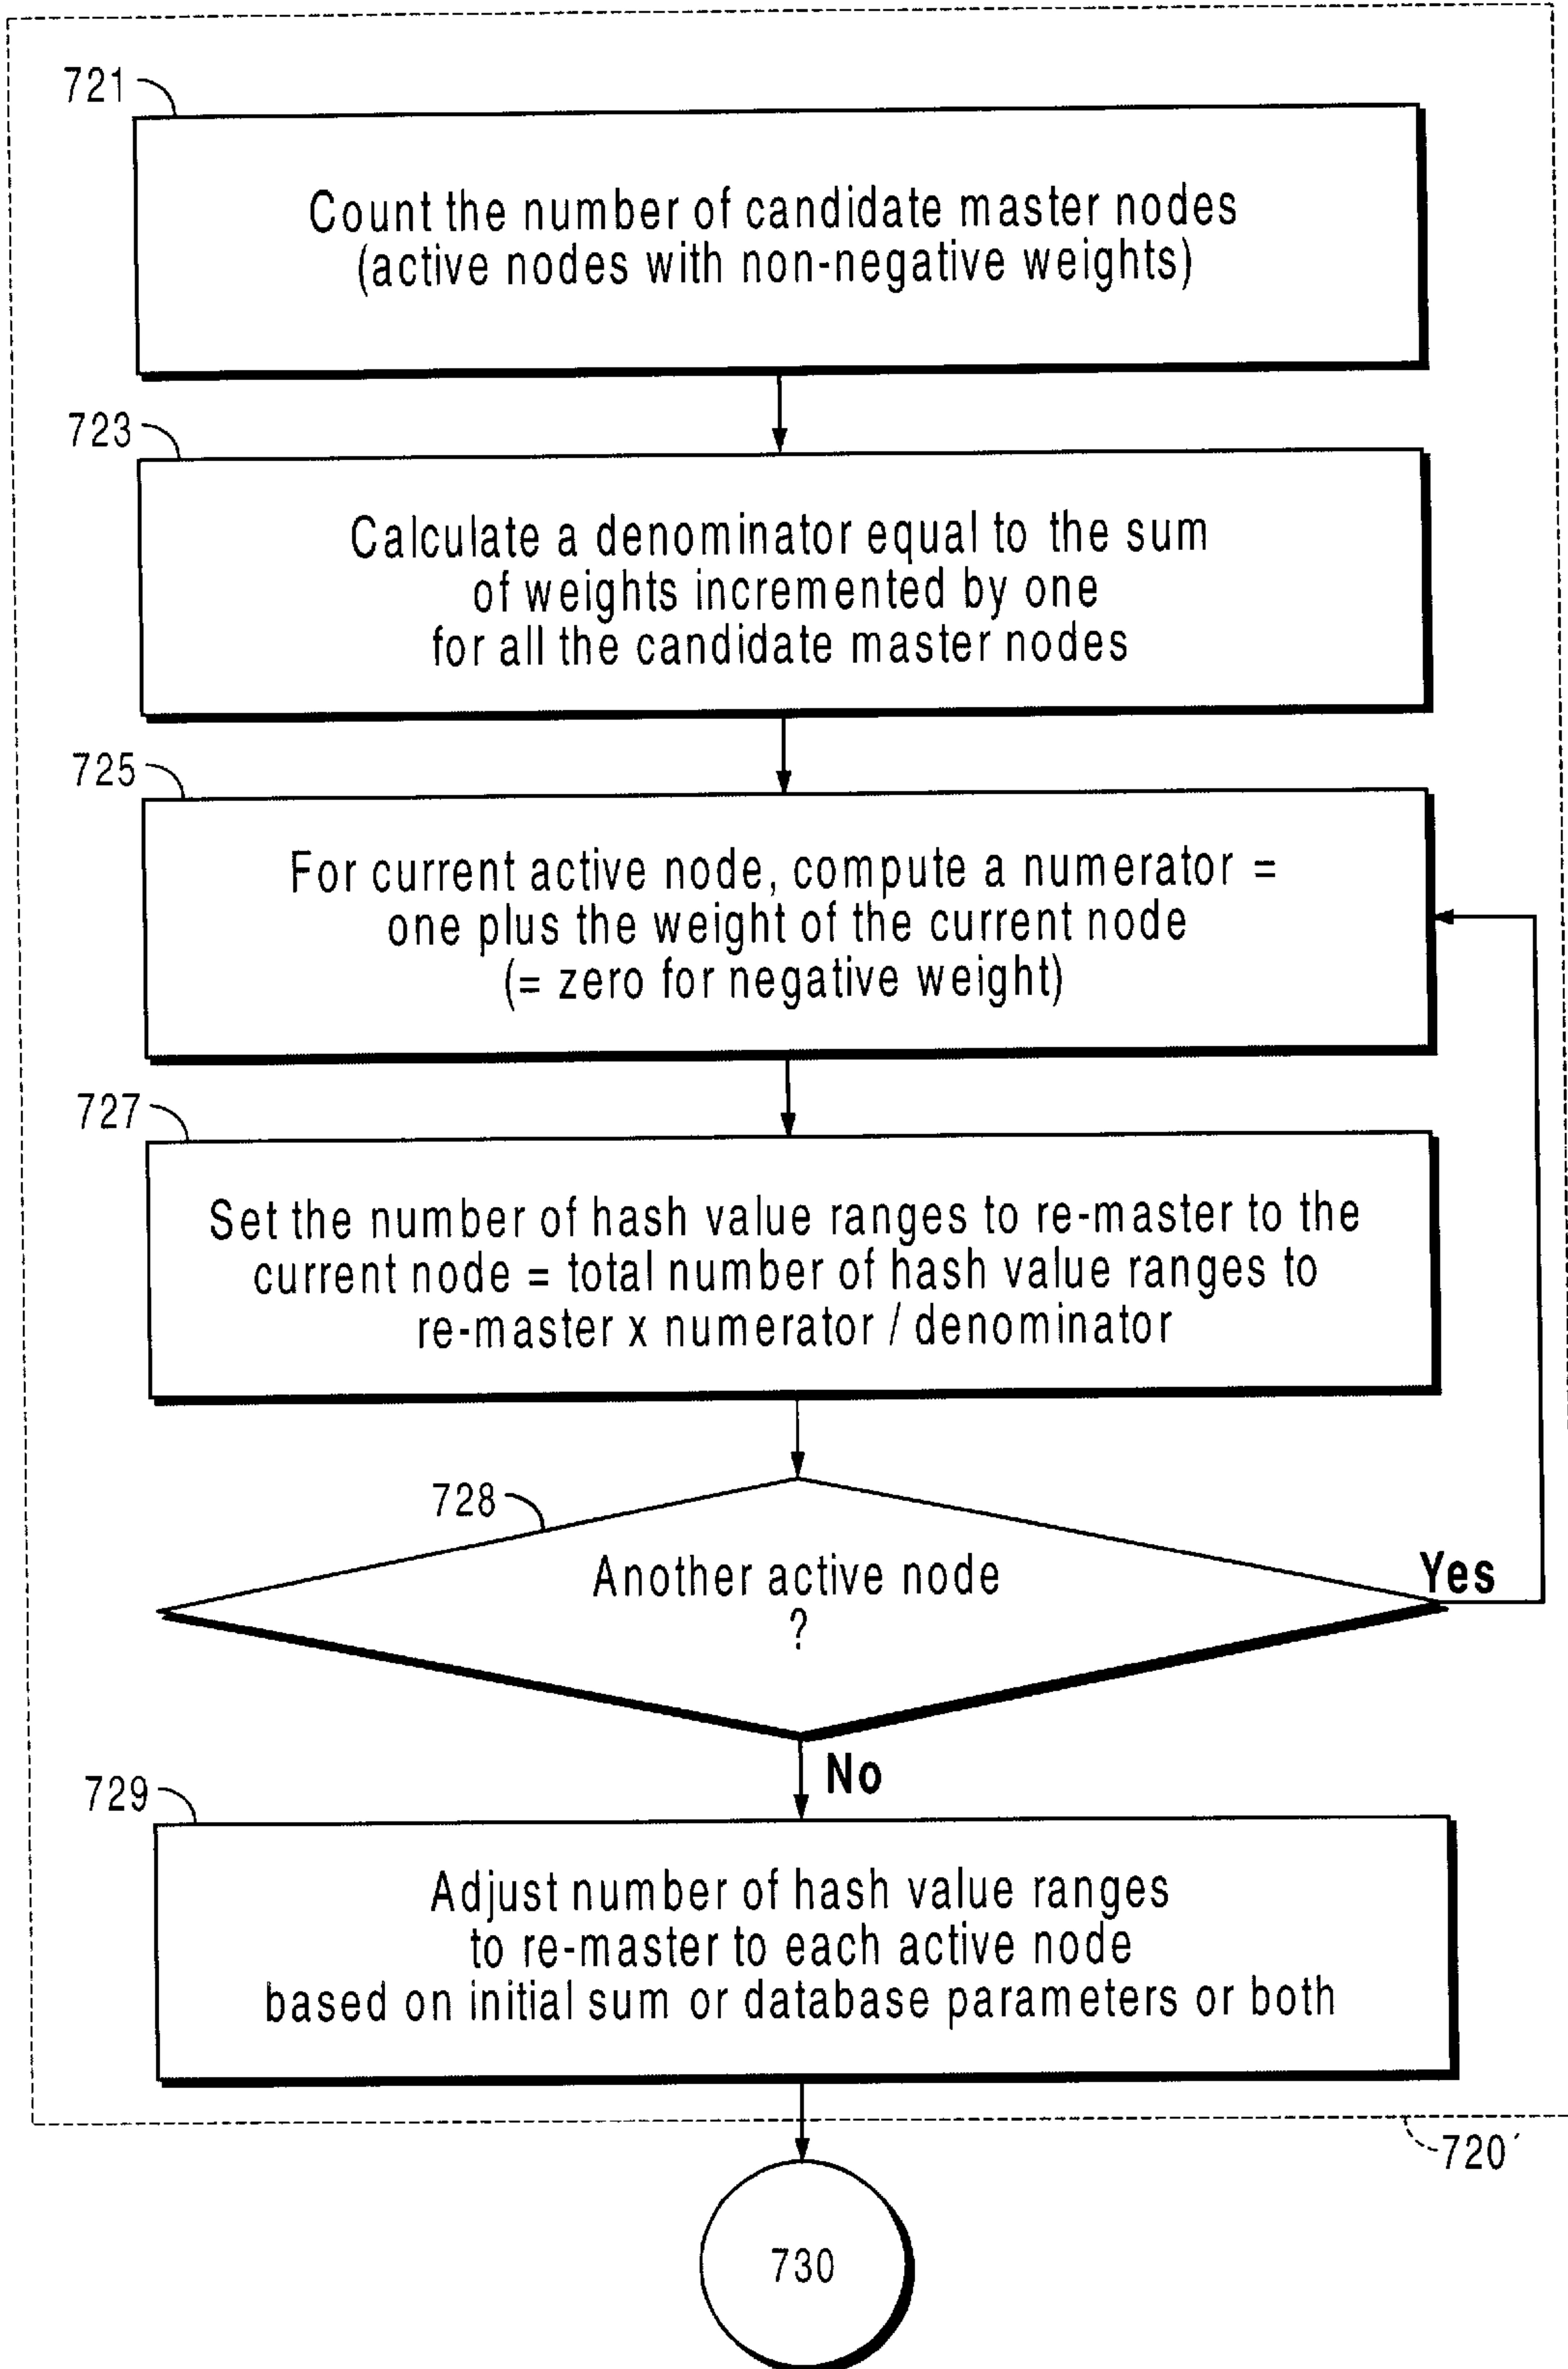 721
Count the number of candidate master nodes
(active nodes with non-negative weights)
723
Calculate a denominator equal to the sum
of weights incremented by one
for all the candidate master nodes
725
For current active node, compute a numerator =
one plus the weight of the current node
(= zero for negative weight)
727
Set the number of hash value ranges to re-master to the
current node = total number of hash value ranges to
re-master x numerator / denominator
728
Another active node
?
Yes
No
729
Adjust number of hash value ranges
to re-master to each active node
based on initial sum or database parameters or both
720´
730